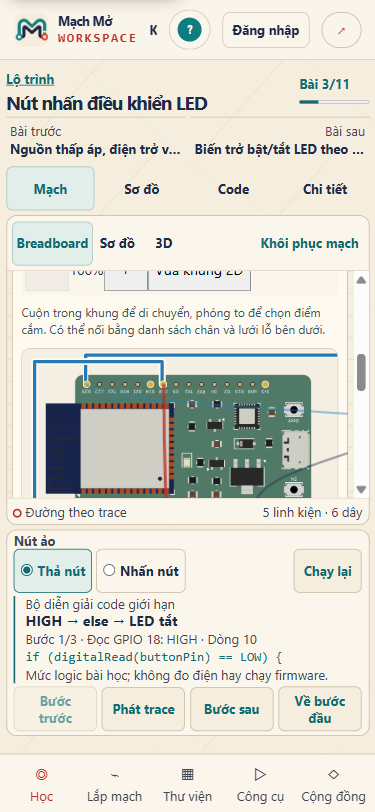 Mạch Mở
WORKSPACE
K
?
Đăng nhập
↗
Lộ trình
Nút nhấn điều khiển LED
Bài 3/11
Bài trước
Nguồn thấp áp, điện trở v...
Bài sau
Biến trở bật/tắt LED theo ...
Mạch
Sơ đồ
Code
Chi tiết
Breadboard
Sơ đồ
3D
Khôi phục mạch
100%
Vừa khung 2D
Cuộn trong khung để di chuyển, phóng to để chọn điểm
cắm. Có thể nối bằng danh sách chân và lưới lỗ bên dưới.
Đường theo trace
5 linh kiện · 6 dây
Nút ảo
Thả nút
Nhấn nút
Chạy lại
Bộ diễn giải code giới hạn
HIGH → else → LED tắt
Bước 1/3 · Đọc GPIO 18: HIGH · Dòng 10
if (digitalRead(buttonPin) == LOW) {
Mức logic bài học; không đo điện hay chạy firmware.
Bước
trước
Phát trace
Bước sau
Về bước
đầu
Học
Lắp mạch
Thư viện
Công cụ
Cộng đồng